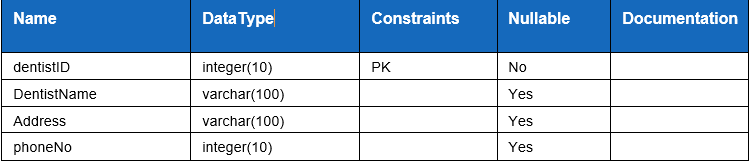 Name DataType Constraints Nullable Documentation
dentistID integer(10) PK No
DentistName varchar(100) Yes
Address varchar(100) Yes
phoneNo integer(10) Yes